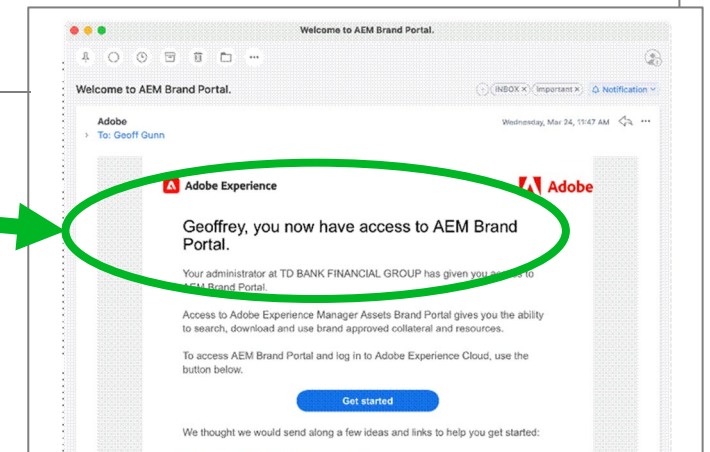 Welcome to AEM Brand Portal.
Welcome to AEM Brand Portal.
INBOX × Important × Notification
Adobe
Wednesday, Mar 24, 11:47 AM
To: Geoff Gunn
Adobe Experience
Adobe
Geoffrey, you now have access to AEM Brand
Portal.
Your administrator at TD BANK FINANCIAL GROUP has given you access to
AEM Brand Portal.
Access to Adobe Experience Manager Assets Brand Portal gives you the ability
to search, download and use brand approved collateral and resources.
To access AEM Brand Portal and log in to Adobe Experience Cloud, use the
button below.
Get started
We thought we would send along a few ideas and links to help you get started: